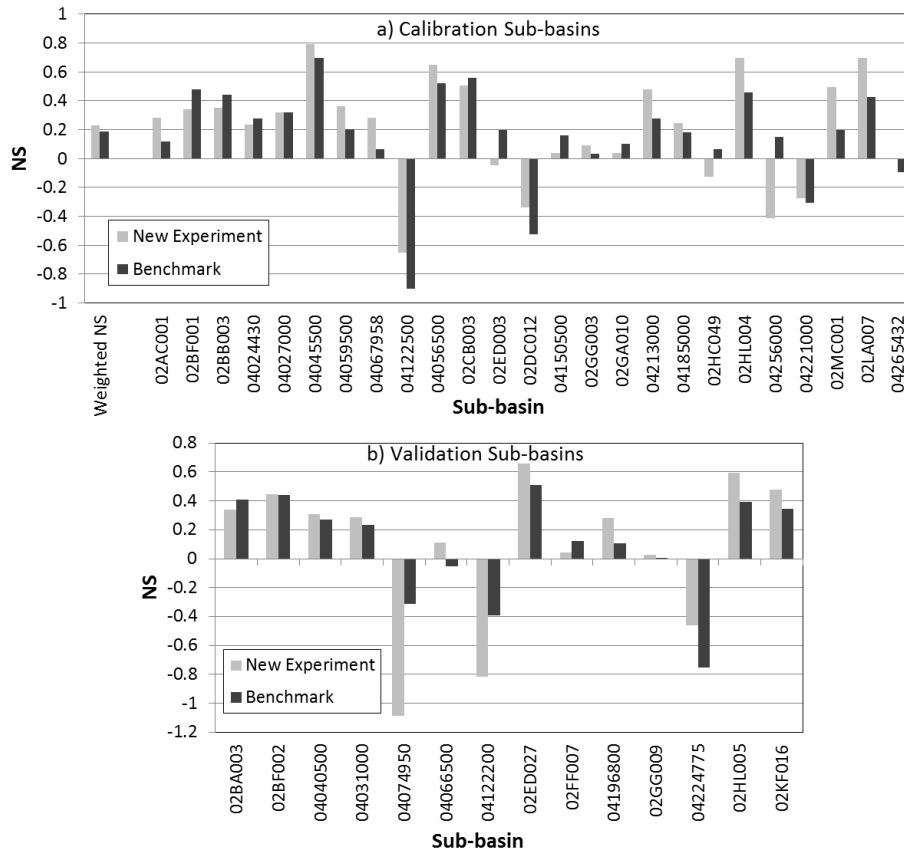 a) Calibration Sub-basins
1
0.8
0.6
0.4
0.2
0
-0.2
-0.4
-0.6
-0.8
-1
NS
New Experiment
Benchmark
Weighted NS
02AC001
02BF001
02BB003
04024430
04027000
04045500
04059500
04067958
04122500
04056500
02CB003
02ED003
02DC012
04150500
02GG003
02GA010
04213000
04185000
02HC049
02HL004
04256000
04221000
02MC001
02LA007
04265432
Sub-basin
b) Validation Sub-basins
0.8
0.6
0.4
0.2
0
-0.2
-0.4
-0.6
-0.8
-1
-1.2
NS
New Experiment
Benchmark
02BA003
02BF002
04040500
04031000
04074950
04066500
04122200
02ED027
02FF007
04196800
02GG009
04224775
02HL005
02KF016
Sub-basin